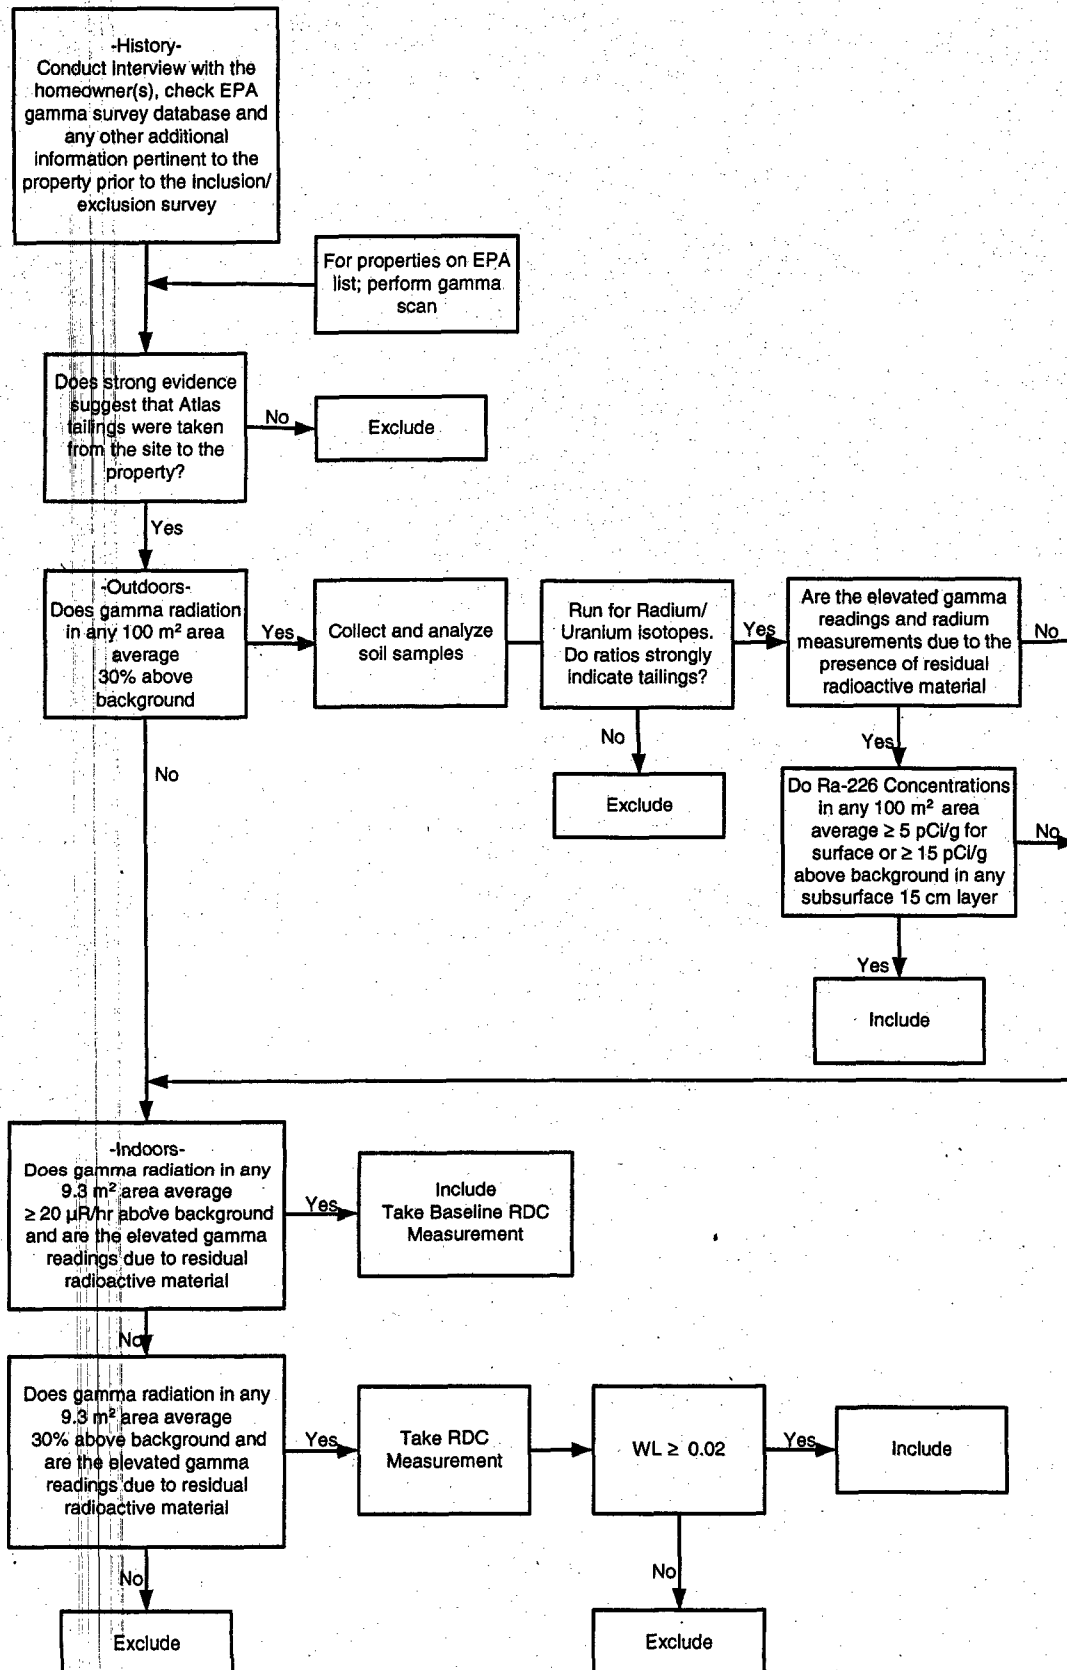 -History-
Conduct interview with the
homeowner(s), check EPA
gamma survey database and
any other additional
information pertinent to the
property prior to the inclusion/
exclusion survey
For properties on EPA
list; perform gamma
scan
Does strong evidence
suggest that Atlas
tailings were taken
from the site to the
property?
No
Exclude
Yes
-Outdoors-
Does gamma radiation
in any 100 m² area
average
30% above
background
Yes
Collect and analyze
soil samples
Run for Radium/
Uranium isotopes.
Do ratios strongly
indicate tailings?
Yes
Are the elevated gamma
readings and radium
measurements due to the
presence of residual
radioactive material
No
No
Exclude
Yes
Do Ra-226 Concentrations
in any 100 m² area
average ≥ 5 pCi/g for
surface or ≥ 15 pCi/g
above background in any
subsurface 15 cm layer
No
Yes
Include
No
-Indoors-
Does gamma radiation in any
9.3 m² area average
≥ 20 µR/hr above background
and are the elevated gamma
readings due to residual
radioactive material
Yes
Include
Take Baseline RDC
Measurement
No
Does gamma radiation in any
9.3 m² area average
30% above background and
are the elevated gamma
readings due to residual
radioactive material
Yes
Take RDC
Measurement
WL ≥ 0.02
Yes
Include
No
Exclude
No
Exclude